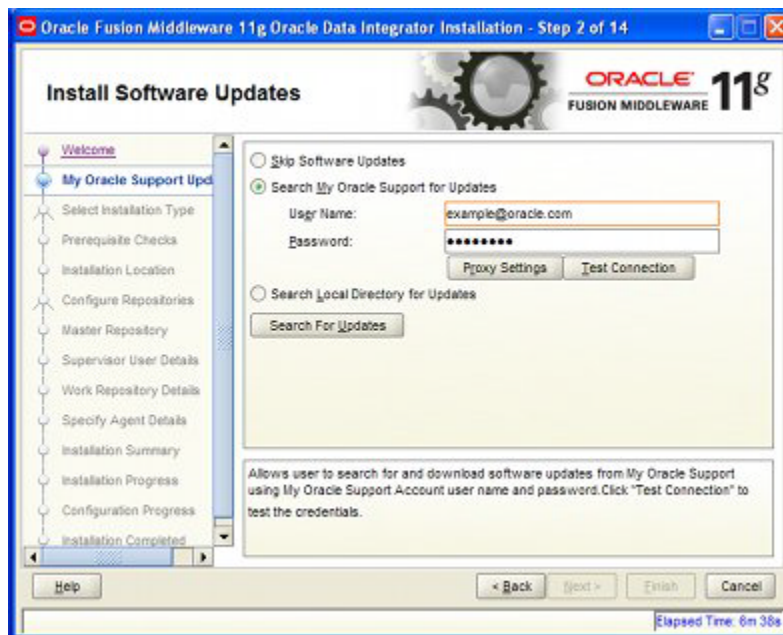 Oracle Fusion Middleware 11g Oracle Data Integrator Installation - Step 2 of 14
Install Software Updates
ORACLE
FUSION MIDDLEWARE 11g
Welcome
My Oracle Support Upd
Select Installation Type
Prerequisite Checks
Installation Location
Configure Repositories
Master Repository
Supervisor User Details
Work Repository Details
Specify Agent Details
Installation Summary
Installation Progress
Configuration Progress
Installation Completed
Skip Software Updates
Search My Oracle Support for Updates
User Name: example@oracle.com
Password: ••••••••
Proxy Settings Test Connection
Search Local Directory for Updates
Search For Updates
Allows user to search for and download software updates from My Oracle Support
using My Oracle Support Account user name and password.Click "Test Connection" to
test the credentials.
Help < Back Next > Finish Cancel
Elapsed Time: 6m 38s